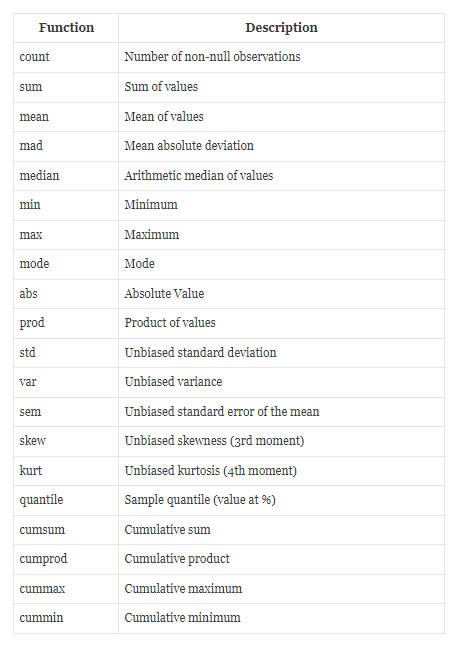 Function Description
count Number of non-null observations
sum Sum of values
mean Mean of values
mad Mean absolute deviation
median Arithmetic median of values
min Minimum
max Maximum
mode Mode
abs Absolute Value
prod Product of values
std Unbiased standard deviation
var Unbiased variance
sem Unbiased standard error of the mean
skew Unbiased skewness (3rd moment)
kurt Unbiased kurtosis (4th moment)
quantile Sample quantile (value at %)
cumsum Cumulative sum
cumprod Cumulative product
cummax Cumulative maximum
cummin Cumulative minimum